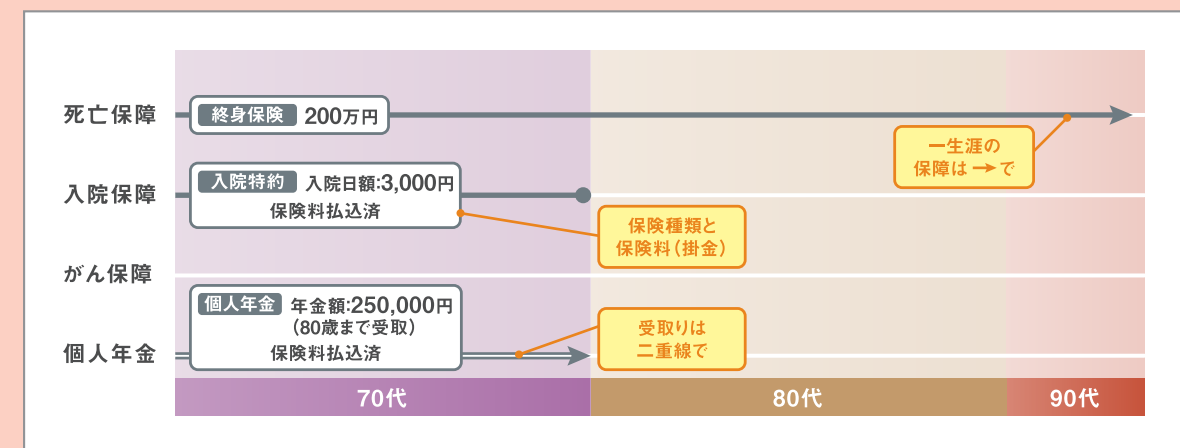 死亡保障
終身保険 200万円
一生涯の
保障は→で
入院保障
入院特約 入院日額:3,000円
保険料払込済
保険種類と
保険料(掛金)
がん保障
個人年金
個人年金 年金額:250,000円
(80歳まで受取)
保険料払込済
受取りは
二重線で
70代 80代 90代